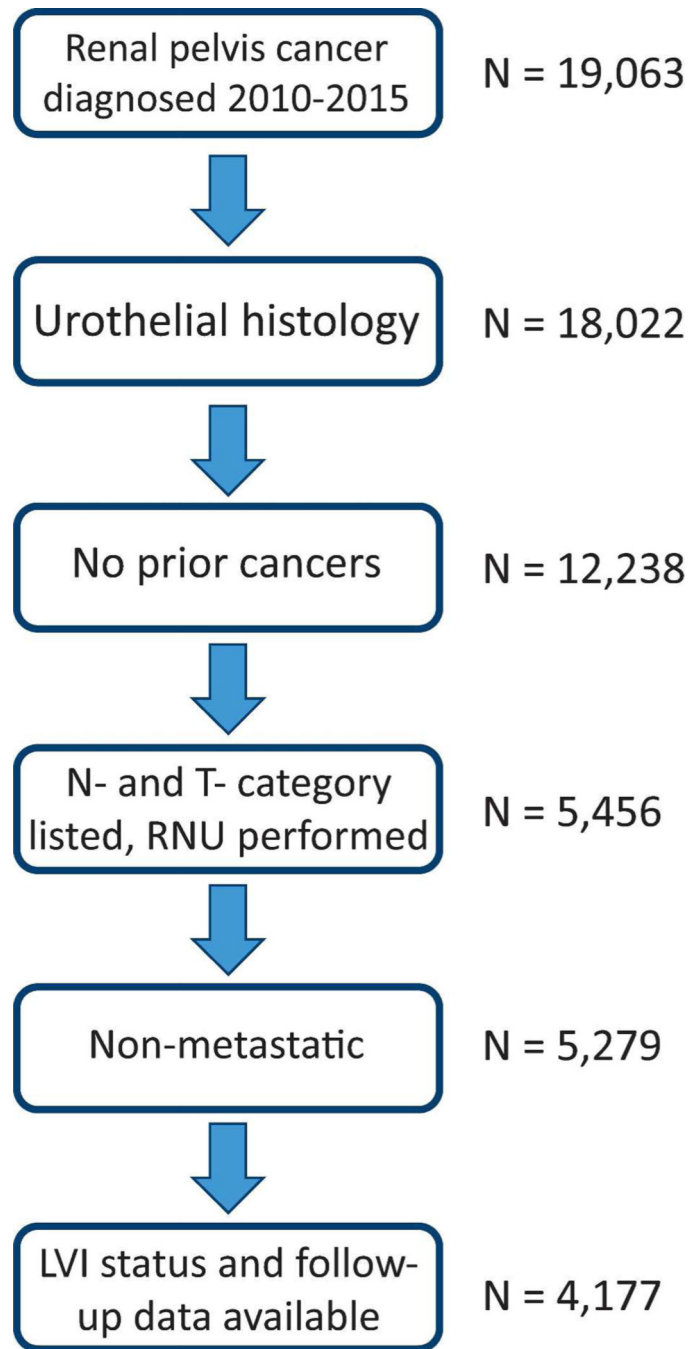 Renal pelvis cancer
diagnosed 2010-2015
N = 19,063
Urothelial histology
N = 18,022
No prior cancers
N = 12,238
N- and T- category
listed, RNU performed
N = 5,456
Non-metastatic
N = 5,279
LVI status and follow-
up data available
N = 4,177